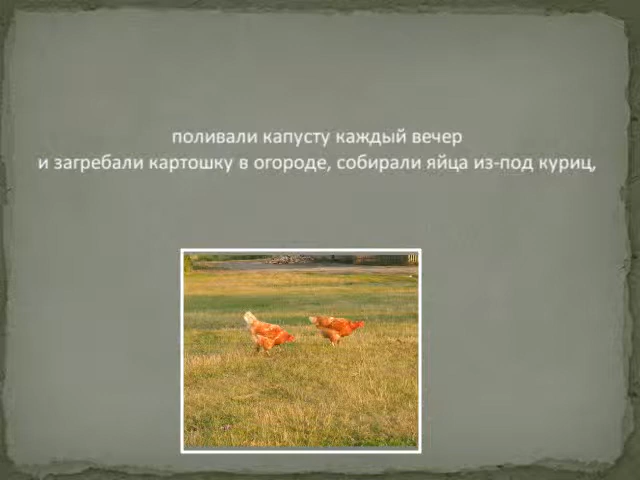 поливали капусту каждый вечер
и загребали картошку в огороде, собирали яйца из-под куриц,